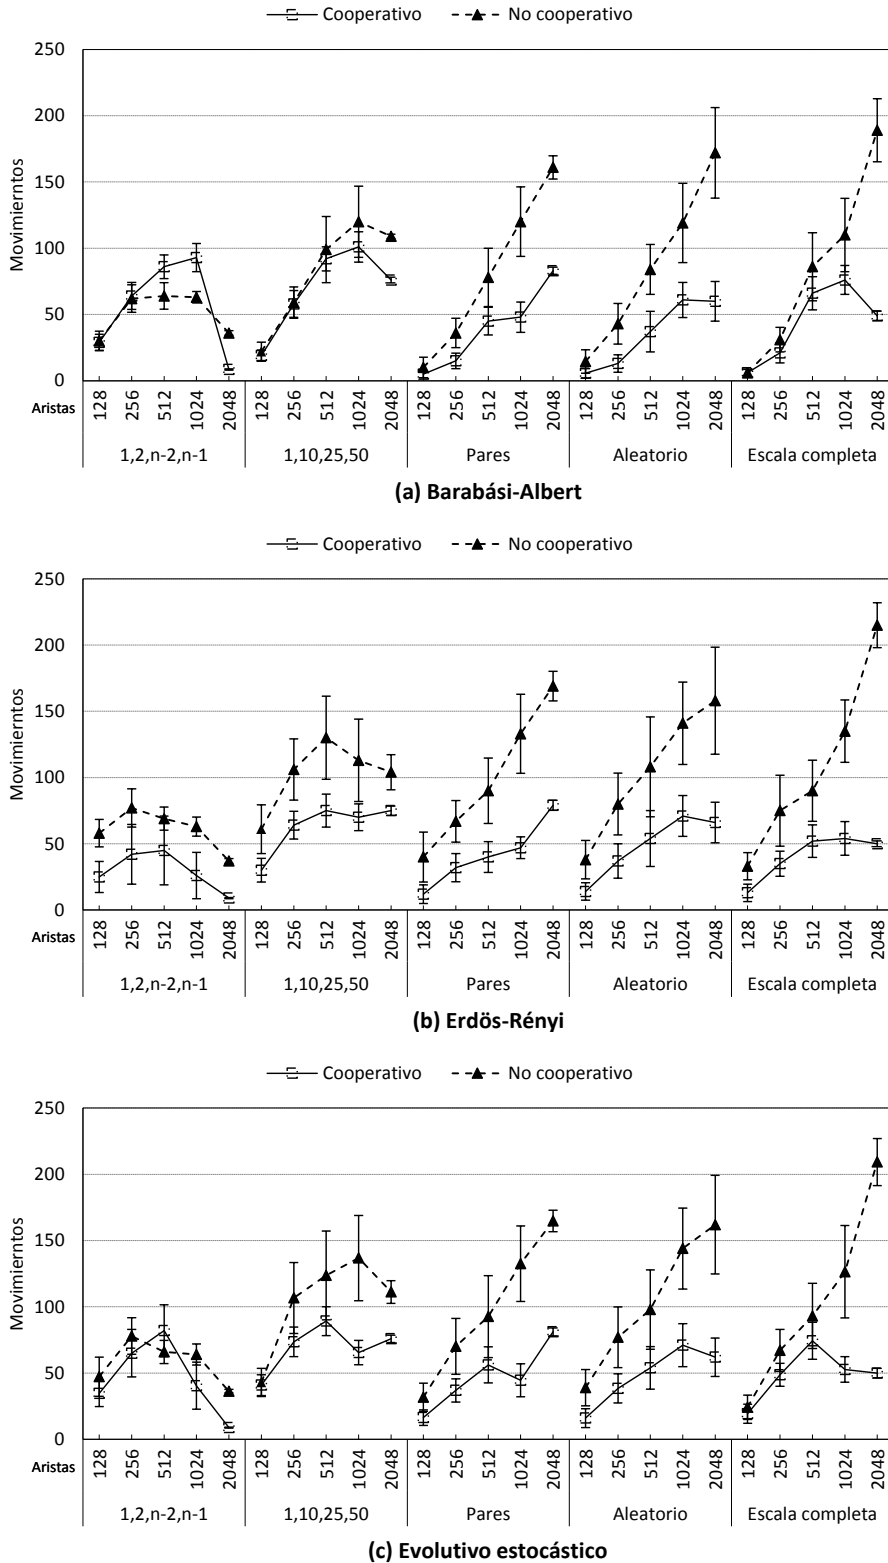 Cooperativo No cooperativo
250
200
150
100
50
0
Movimierntos
Aristas 128 256 512 1024 2048 128 256 512 1024 2048 128 256 512 1024 2048 128 256 512 1024 2048 128 256 512 1024 2048
1,2,n-2,n-1 1,10,25,50 Pares Aleatorio Escala completa
(a) Barabási-Albert
Cooperativo No cooperativo
250
200
150
100
50
0
Movimierntos
Aristas 128 256 512 1024 2048 128 256 512 1024 2048 128 256 512 1024 2048 128 256 512 1024 2048 128 256 512 1024 2048
1,2,n-2,n-1 1,10,25,50 Pares Aleatorio Escala completa
(b) Erdös-Rényi
Cooperativo No cooperativo
250
200
150
100
50
0
Movimierntos
Aristas 128 256 512 1024 2048 128 256 512 1024 2048 128 256 512 1024 2048 128 256 512 1024 2048 128 256 512 1024 2048
1,2,n-2,n-1 1,10,25,50 Pares Aleatorio Escala completa
(c) Evolutivo estocástico